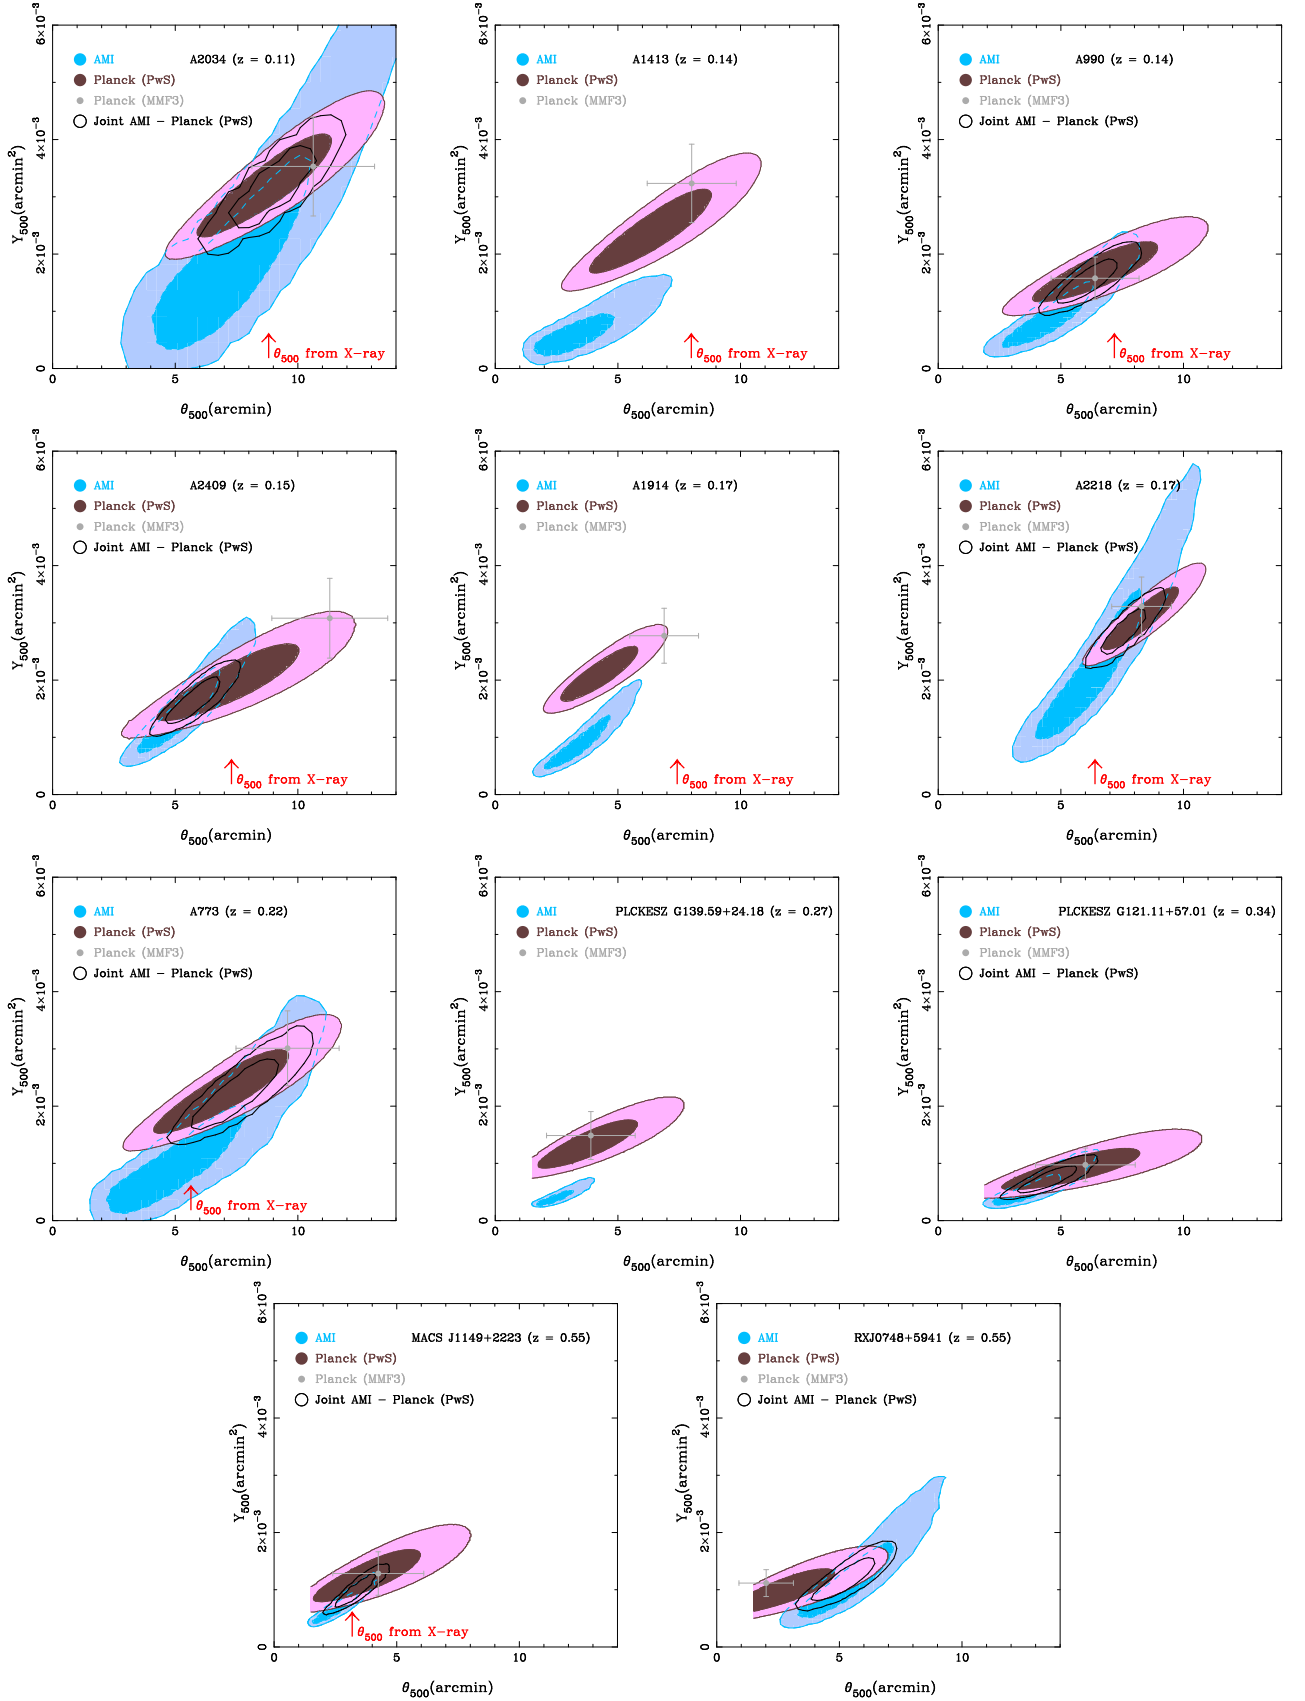 AMI A2034 (z = 0.11)
Planck (PwS)
Planck (MMF3)
Joint AMI – Planck (PwS)
Y500(arcmin²)
0 2×10⁻³ 4×10⁻³ 6×10⁻³
θ500 from X-ray
0 5 10
θ500(arcmin)
AMI A1413 (z = 0.14)
Planck (PwS)
Planck (MMF3)
Y500(arcmin²)
0 2×10⁻³ 4×10⁻³ 6×10⁻³
θ500 from X-ray
0 5 10
θ500(arcmin)
AMI A990 (z = 0.14)
Planck (PwS)
Planck (MMF3)
Joint AMI – Planck (PwS)
Y500(arcmin²)
0 2×10⁻³ 4×10⁻³ 6×10⁻³
θ500 from X-ray
0 5 10
θ500(arcmin)
AMI A2409 (z = 0.15)
Planck (PwS)
Planck (MMF3)
Joint AMI – Planck (PwS)
Y500(arcmin²)
0 2×10⁻³ 4×10⁻³ 6×10⁻³
θ500 from X-ray
0 5 10
θ500(arcmin)
AMI A1914 (z = 0.17)
Planck (PwS)
Planck (MMF3)
Y500(arcmin²)
0 2×10⁻³ 4×10⁻³ 6×10⁻³
θ500 from X-ray
0 5 10
θ500(arcmin)
AMI A2218 (z = 0.17)
Planck (PwS)
Planck (MMF3)
Joint AMI – Planck (PwS)
Y500(arcmin²)
0 2×10⁻³ 4×10⁻³ 6×10⁻³
θ500 from X-ray
0 5 10
θ500(arcmin)
AMI A773 (z = 0.22)
Planck (PwS)
Planck (MMF3)
Joint AMI – Planck (PwS)
Y500(arcmin²)
0 2×10⁻³ 4×10⁻³ 6×10⁻³
θ500 from X-ray
0 5 10
θ500(arcmin)
AMI PLCKESZ G139.59+24.18 (z = 0.27)
Planck (PwS)
Planck (MMF3)
Y500(arcmin²)
0 2×10⁻³ 4×10⁻³ 6×10⁻³
0 5 10
θ500(arcmin)
AMI PLCKESZ G121.11+57.01 (z = 0.34)
Planck (PwS)
Planck (MMF3)
Joint AMI – Planck (PwS)
Y500(arcmin²)
0 2×10⁻³ 4×10⁻³ 6×10⁻³
0 5 10
θ500(arcmin)
AMI MACS J1149+2223 (z = 0.55)
Planck (PwS)
Planck (MMF3)
Joint AMI – Planck (PwS)
Y500(arcmin²)
0 2×10⁻³ 4×10⁻³ 6×10⁻³
θ500 from X-ray
0 5 10
θ500(arcmin)
AMI RXJ0748+5941 (z = 0.55)
Planck (PwS)
Planck (MMF3)
Joint AMI – Planck (PwS)
Y500(arcmin²)
0 2×10⁻³ 4×10⁻³ 6×10⁻³
0 5 10
θ500(arcmin)